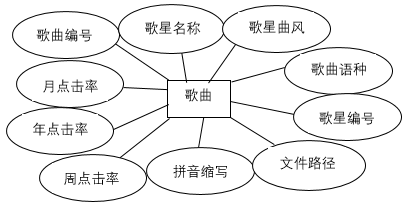 歌曲编号
歌星名称
歌星曲风
歌曲语种
月点击率
歌曲
年点击率
歌星编号
周点击率
拼音缩写
文件路径